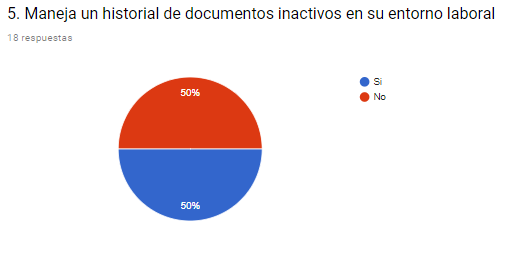 5. Maneja un historial de documentos inactivos en su entorno laboral
18 respuestas
Si
No
50%
50%